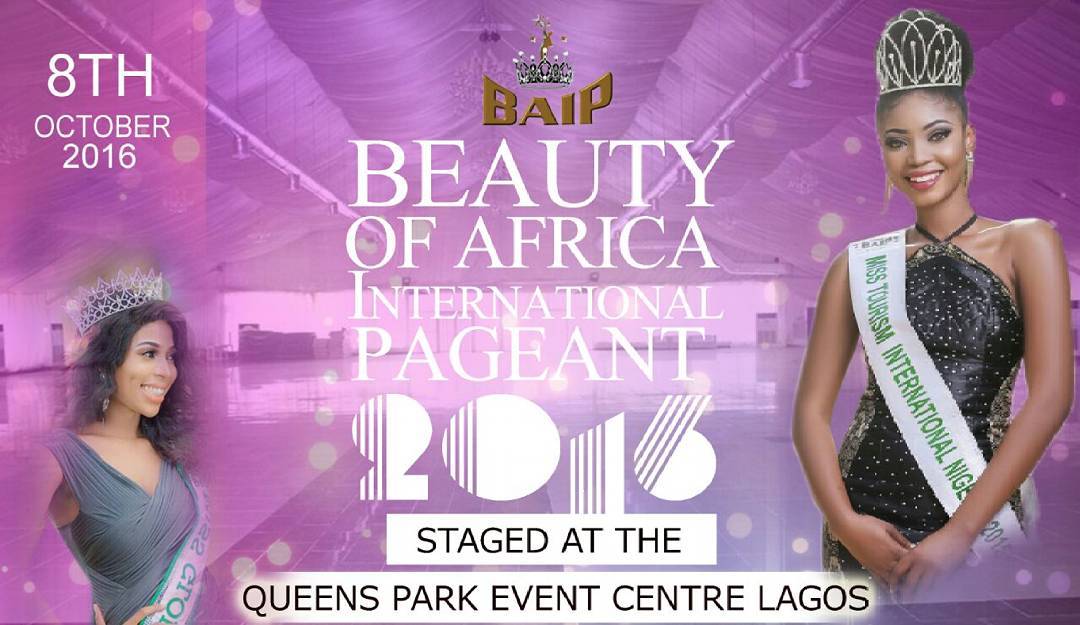 8TH
OCTOBER
2016
BAIP
BEAUTY
OF AFRICA
INTERNATIONAL
PAGEANT
2016
STAGED AT THE
QUEENS PARK EVENT CENTRE LAGOS
BAIP
MISS TOURISM INTERNATIONAL NIGE